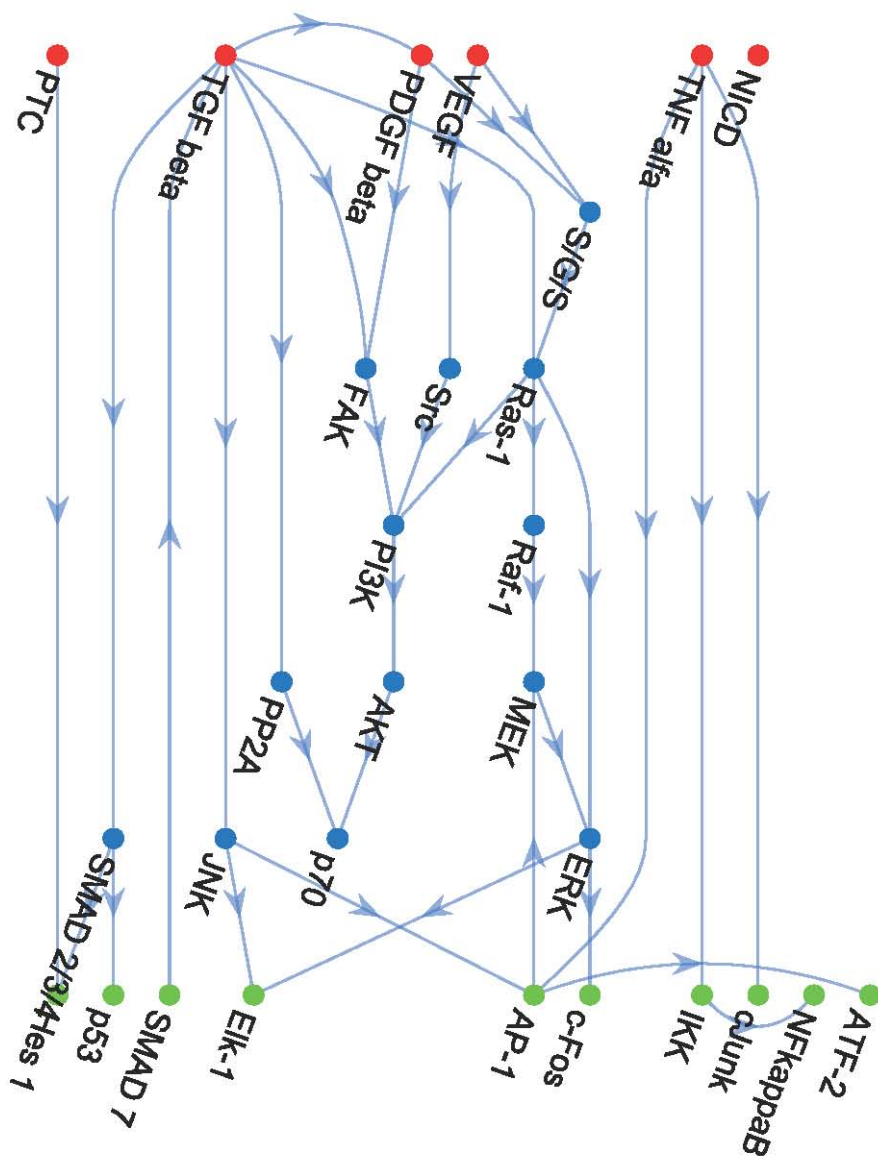 PTC
TGF beta
PDGF beta
VEGF
TNF alfa
NICD
S/G/S
FAK
Src
Ras-1
PI3K
Raf-1
PP2A
AKT
MEK
SMAD 2/3/4
JNK
p70
ERK
Hes 1
p53
SMAD 7
Elk-1
AP-1
c-Fos
IKK
cJunk
NFkappaB
ATF-2